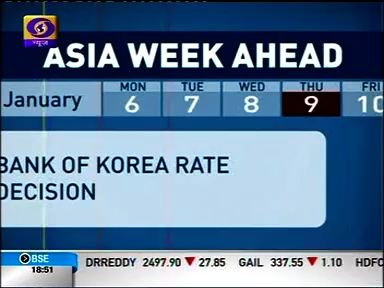 न्यूज़
ASIA WEEK AHEAD
January
MON TUE WED THU FRI
6 7 8 9 10
BANK OF KOREA RATE
DECISION
BSE
18:51
DRREDDY 2497.90 ▼ 27.85 GAIL 337.55 ▼ 1.10 HDFC